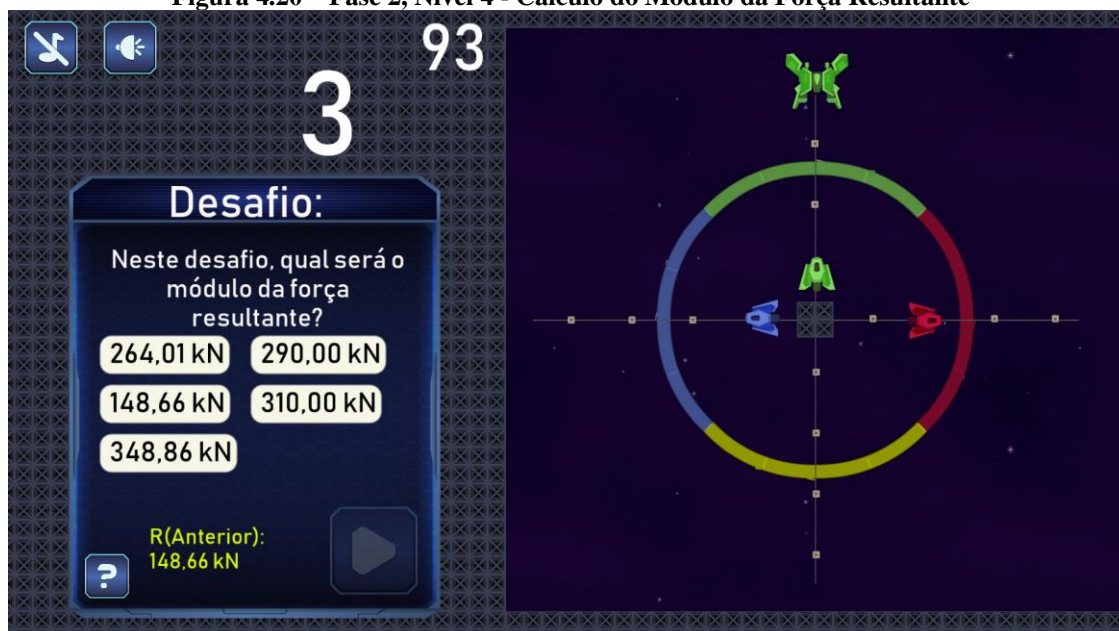 Figura 4.20 – Fase 2, Nível 4 - Cálculo do Módulo da Força Resultante
93
3
Desafio:
Neste desafio, qual será o
módulo da força
resultante?
264,01 kN 290,00 kN
148,66 kN 310,00 kN
348,86 kN
R(Anterior):
148,66 kN
?